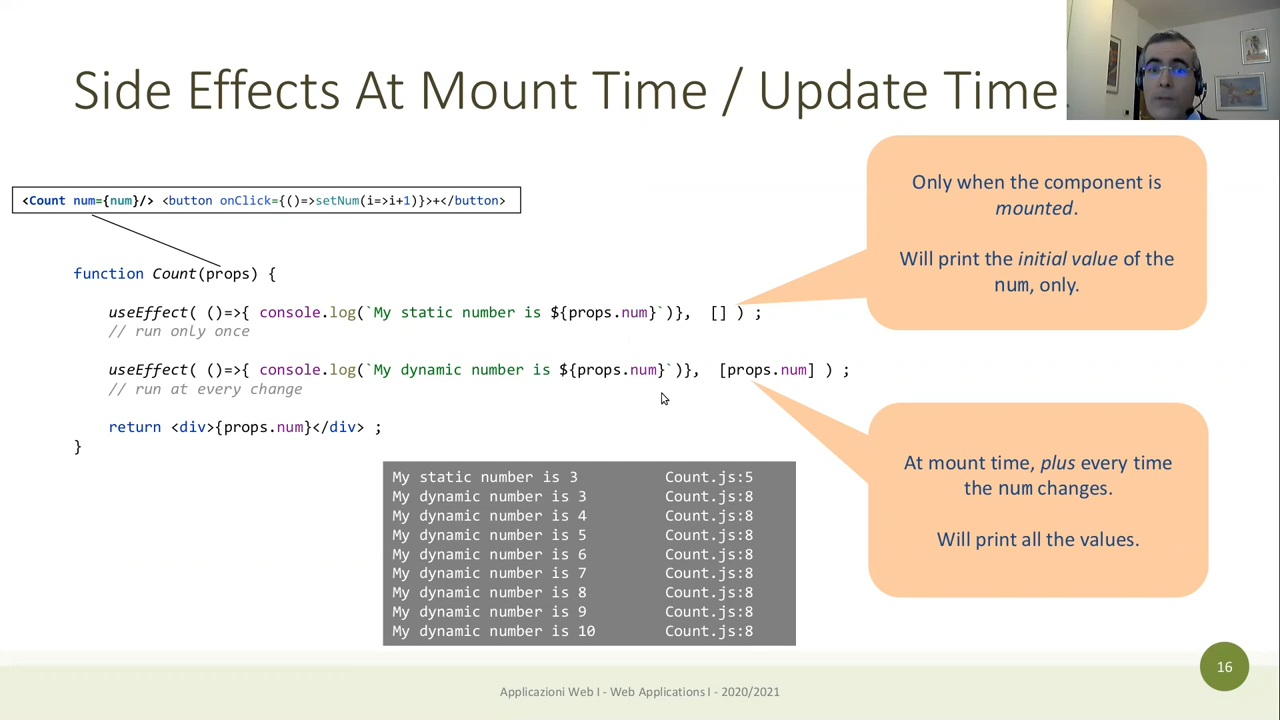 Side Effects At Mount Time / Update Time
<Count num={num}/> <button onClick={()=>setNum(i=>i+1)}>+</button>
function Count(props) {
useEffect( ()=>{ console.log(`My static number is ${props.num}`)},  [] ) ;
// run only once
useEffect( ()=>{ console.log(`My dynamic number is ${props.num}`)},  [props.num] ) ;
// run at every change
return <div>{props.num}</div> ;
}
Only when the component is
mounted.
Will print the initial value of the
num, only.
At mount time, plus every time
the num changes.
Will print all the values.
My static number is 3 Count.js:5
My dynamic number is 3 Count.js:8
My dynamic number is 4 Count.js:8
My dynamic number is 5 Count.js:8
My dynamic number is 6 Count.js:8
My dynamic number is 7 Count.js:8
My dynamic number is 8 Count.js:8
My dynamic number is 9 Count.js:8
My dynamic number is 10 Count.js:8
Applicazioni Web I - Web Applications I - 2020/2021
16